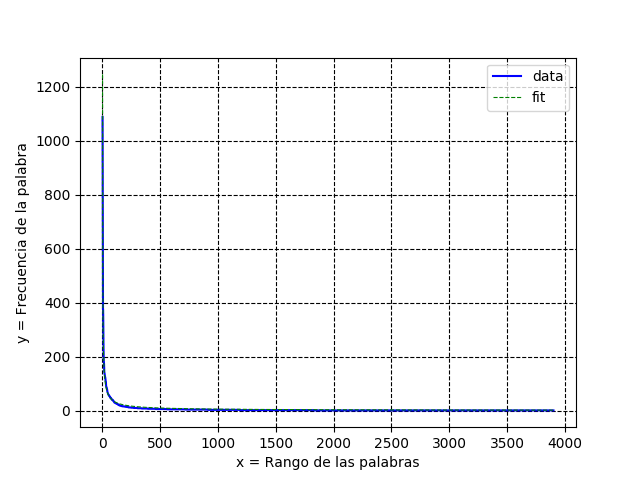 data
fit
1200
1000
800
600
400
200
0
y = Frecuencia de la palabra
0 500 1000 1500 2000 2500 3000 3500 4000
x = Rango de las palabras